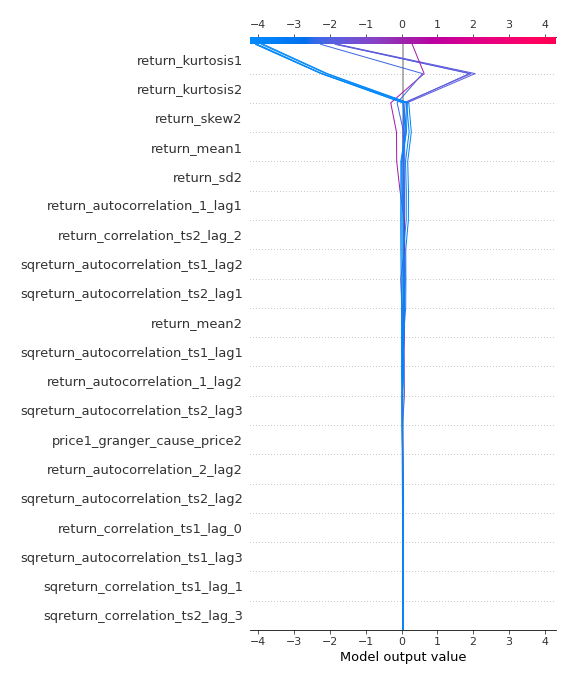 −4 −3 −2 −1 0 1 2 3 4
return_kurtosis1
return_kurtosis2
return_skew2
return_mean1
return_sd2
return_autocorrelation_1_lag1
return_correlation_ts2_lag_2
sqreturn_autocorrelation_ts1_lag2
sqreturn_autocorrelation_ts2_lag1
return_mean2
sqreturn_autocorrelation_ts1_lag1
return_autocorrelation_1_lag2
sqreturn_autocorrelation_ts2_lag3
price1_granger_cause_price2
return_autocorrelation_2_lag2
sqreturn_autocorrelation_ts2_lag2
return_correlation_ts1_lag_0
sqreturn_autocorrelation_ts1_lag3
sqreturn_correlation_ts1_lag_1
sqreturn_correlation_ts2_lag_3
−4 −3 −2 −1 0 1 2 3 4
Model output value